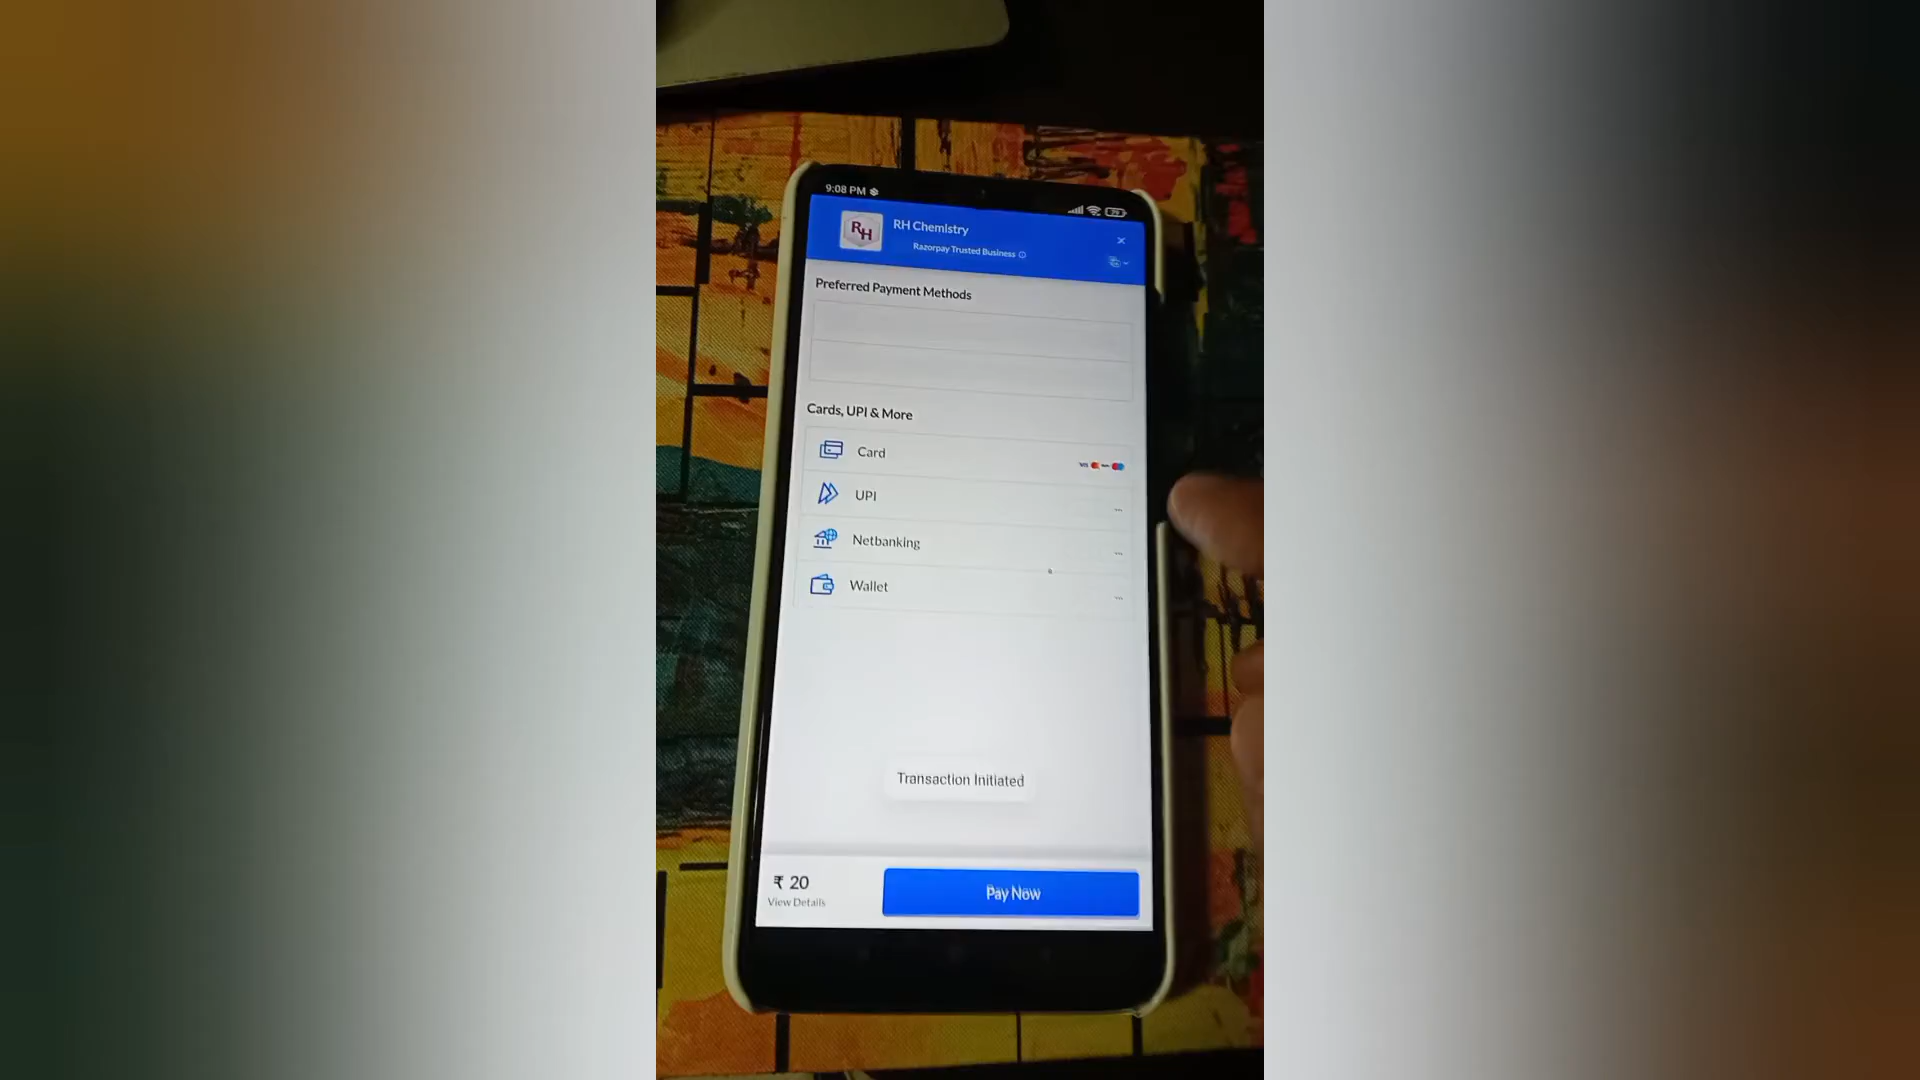 9:08 PM
RH
RH Chemistry
Razorpay Trusted Business
Preferred Payment Methods
Cards, UPI & More
Card
UPI
Netbanking
Wallet
Transaction Initiated
₹ 20
View Details
Pay Now